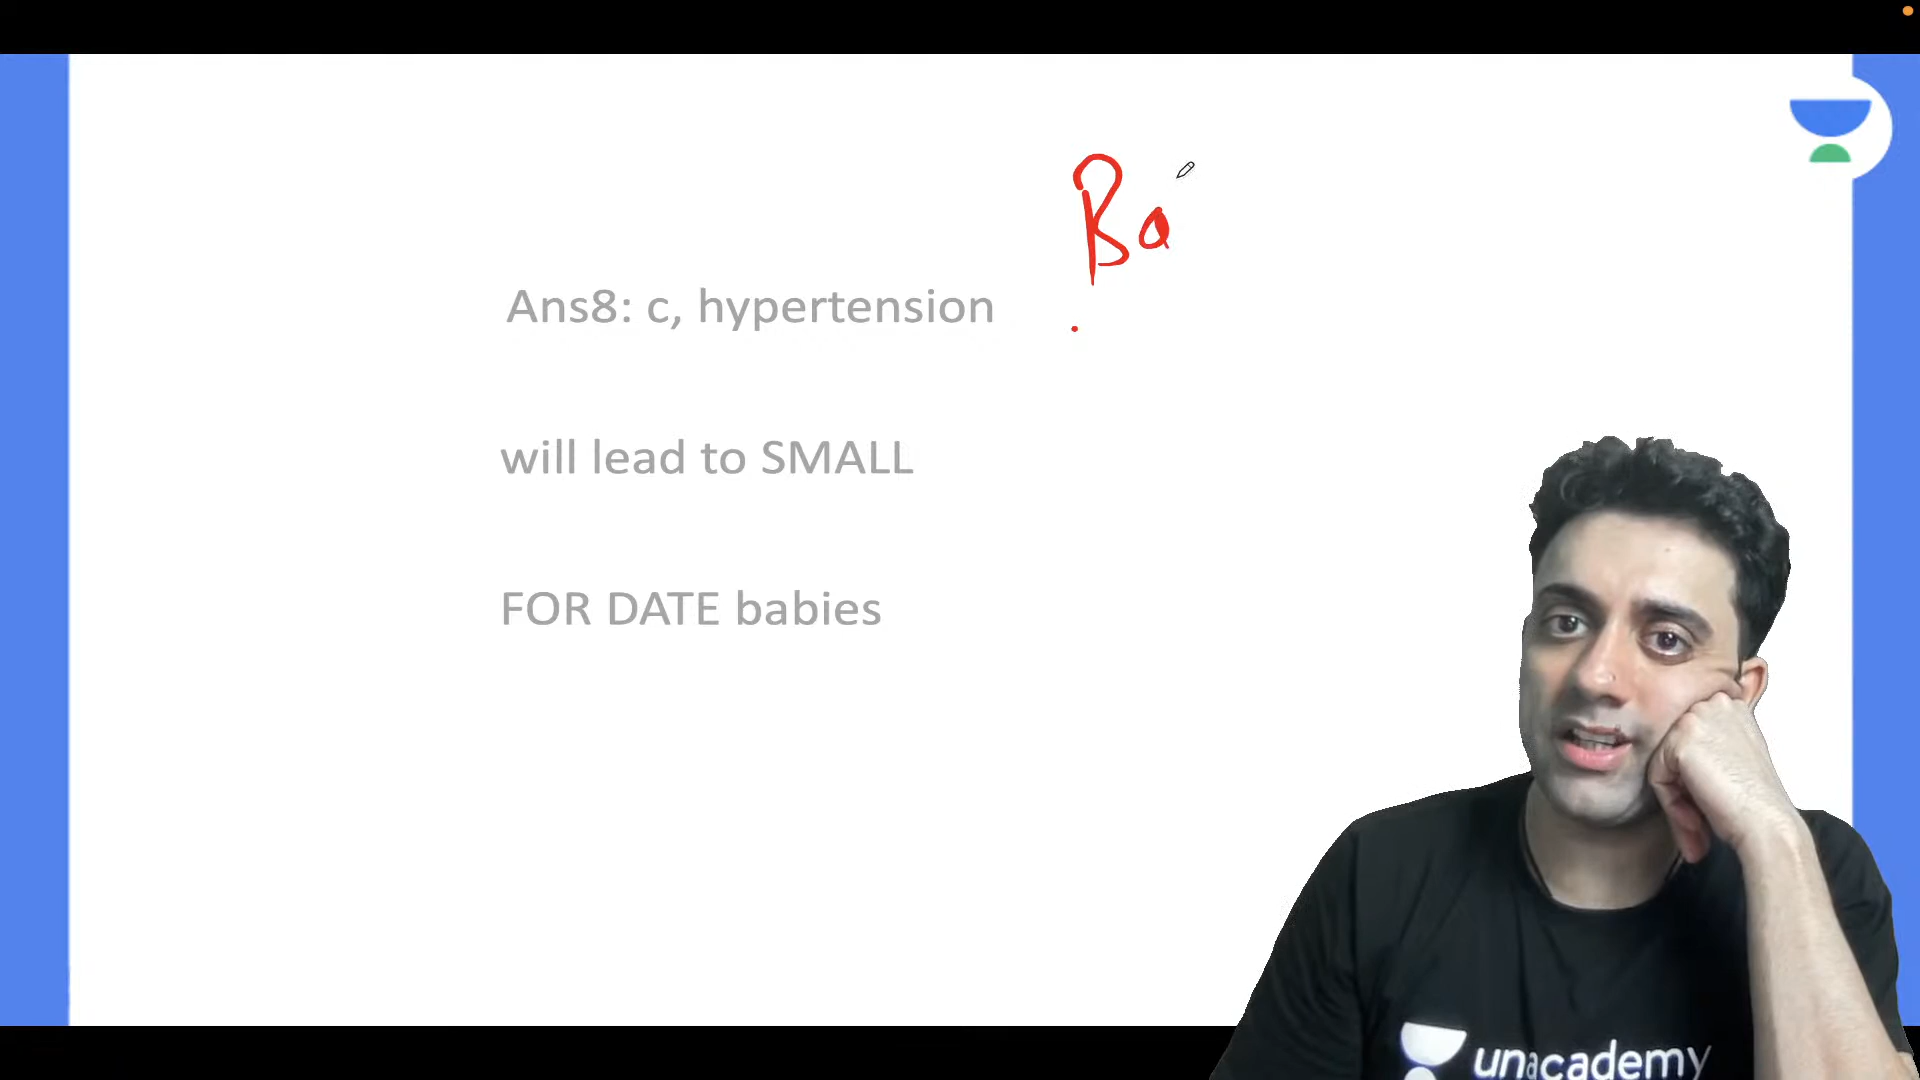 Ba
Ans8: c, hypertension
will lead to SMALL
FOR DATE babies
unacademy